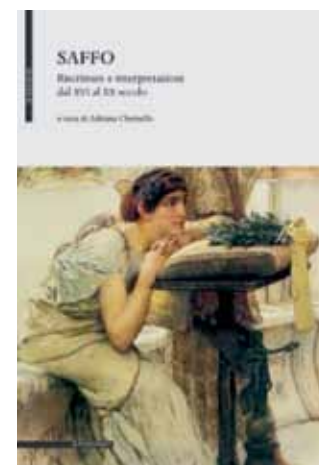 SAFFO
Riscritture e interpretazioni
dal XVI al XX secolo
a cura di Adriana Chemello